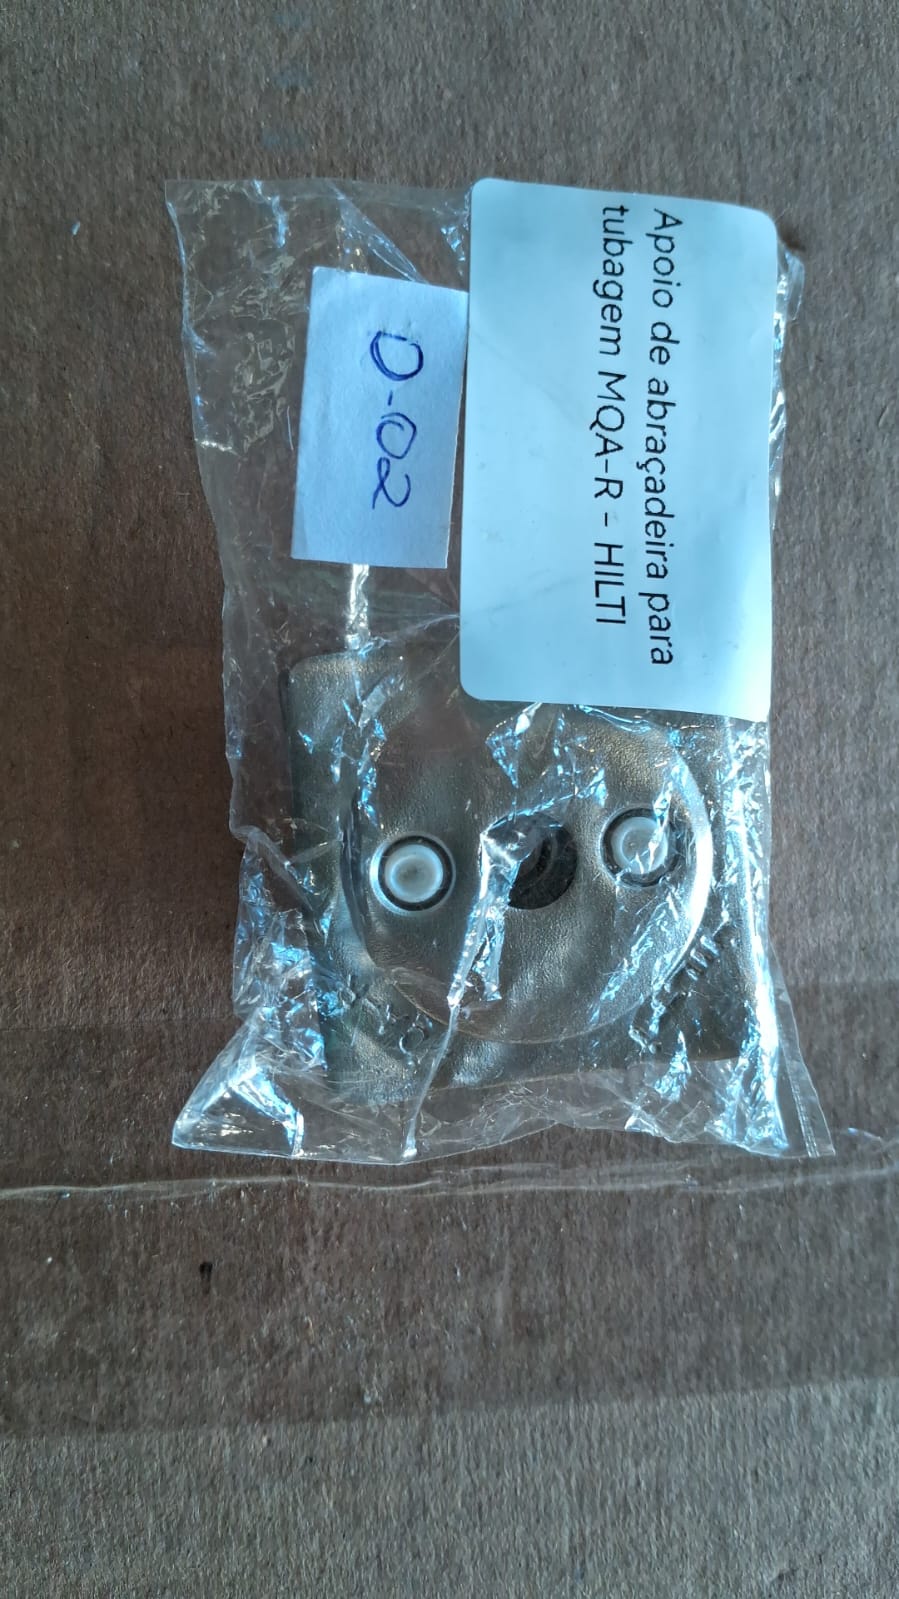 Apoio de abraçadeira para
tubagem MQA-R - HILTI
D-02